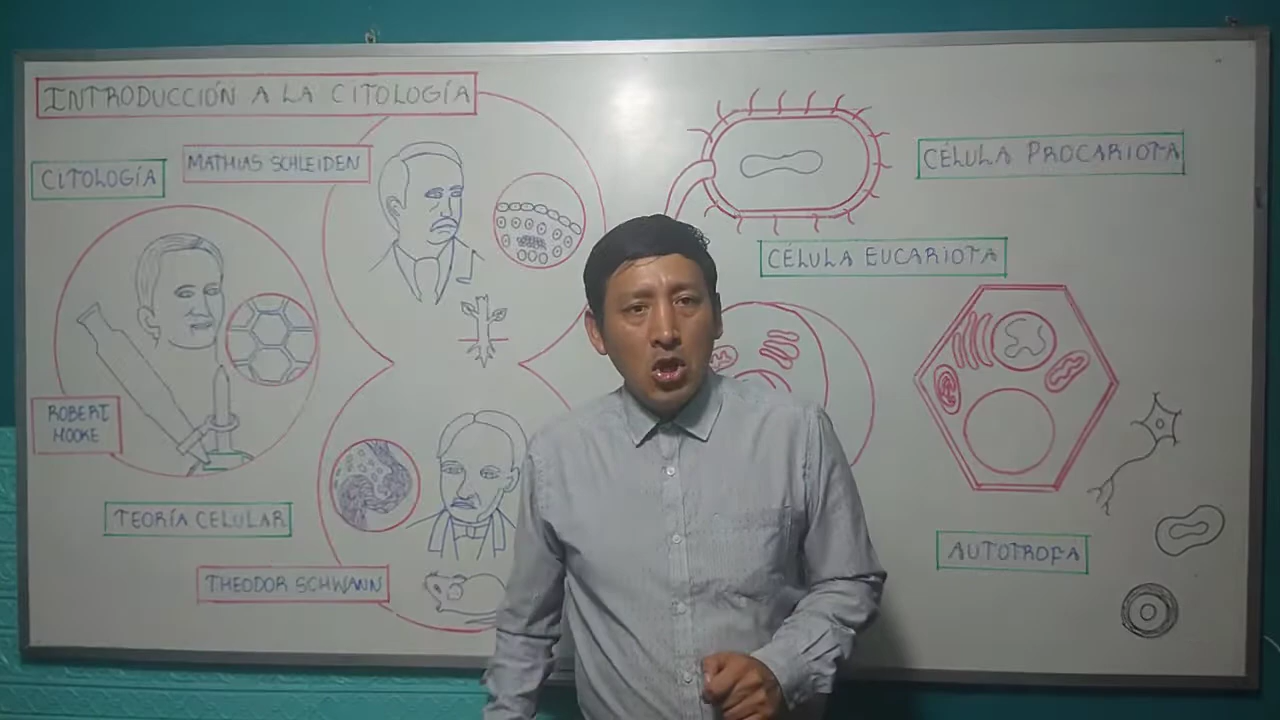 INTRODUCCIÓN A LA CITOLOGÍA
CITOLOGÍA
MATHIAS SCHLEIDEN
ROBERT
HOOKE
TEORÍA CELULAR
THEODOR SCHWANN
CÉLULA PROCARIOTA
CÉLULA EUCARIOTA
AUTOTROFA